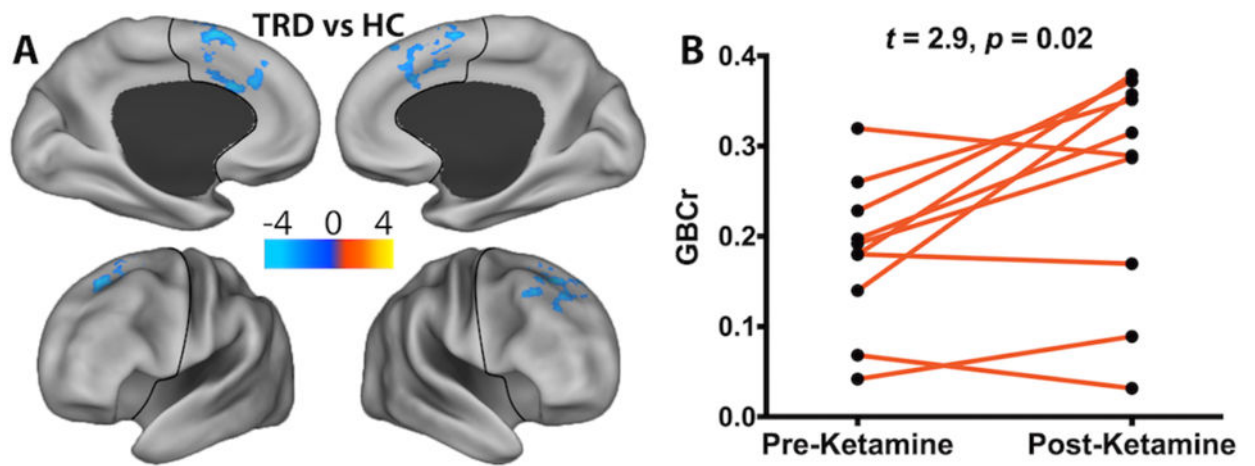 A
TRD vs HC
-4 0 4
B
t = 2.9, p = 0.02
GBCr
0.4
0.3
0.2
0.1
0.0
Pre-Ketamine Post-Ketamine